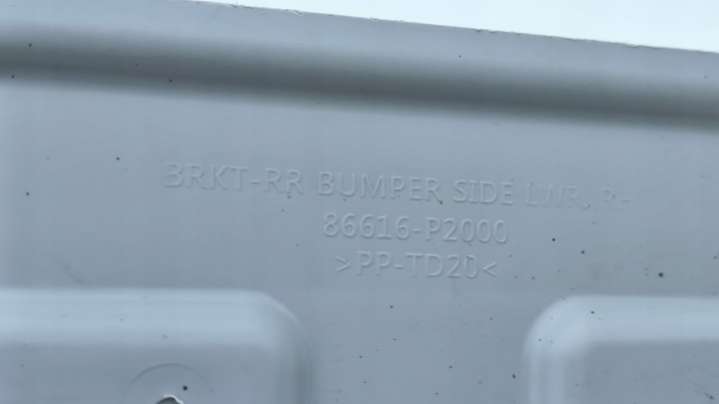 BRKT-RR BUMPER SIDE LWR,
86616-P2000
>PP-TD20<